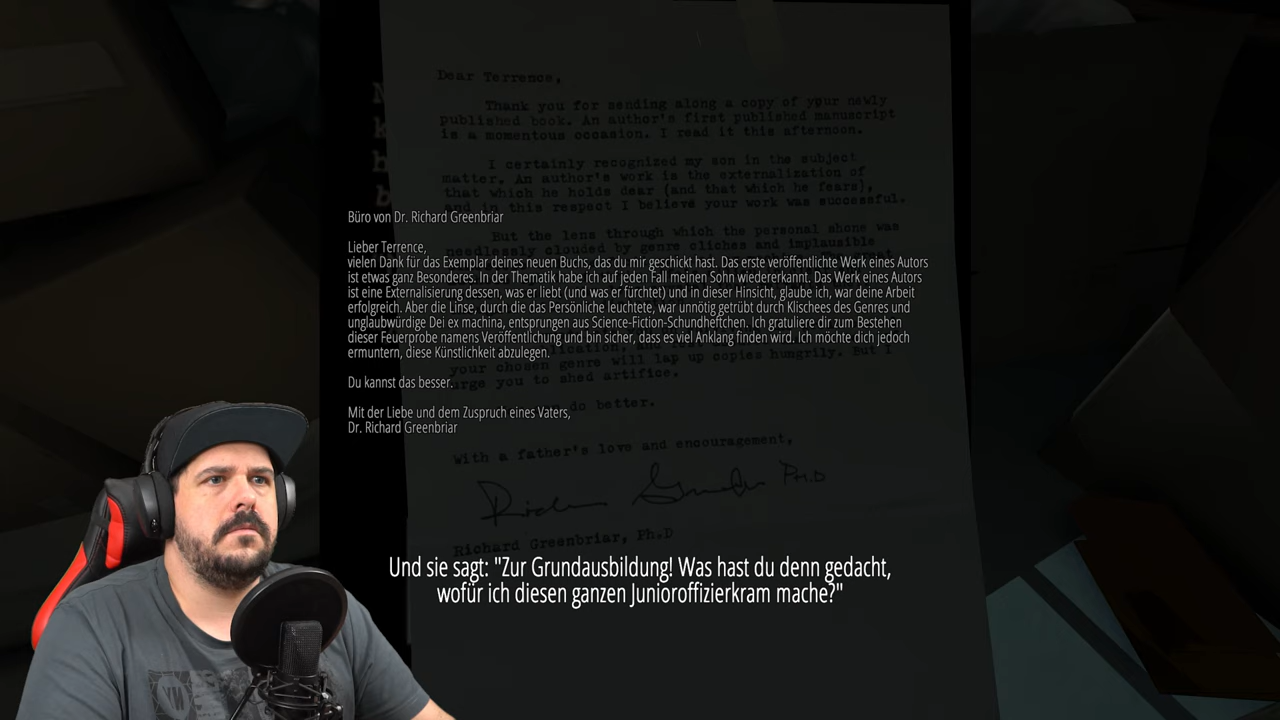 Dear Terrence,
Thank you for sending along a copy of your newly
published book. An author's first published manuscript
is a momentous occasion. I read it this afternoon.
I certainly recognized my son in the subject
matter. An author's work is the externalization of
that which he holds dear (and that which he fears),
and in this respect I believe your work was successful.
But the lens through which the personal shone was
needlessly clouded by genre cliches and implausible
Büro von Dr. Richard Greenbriar
Lieber Terrence,
vielen Dank für das Exemplar deines neuen Buchs, das du mir geschickt hast. Das erste veröffentlichte Werk eines Autors
ist etwas ganz Besonderes. In der Thematik habe ich auf jeden Fall meinen Sohn wiedererkannt. Das Werk eines Autors
ist eine Externalisierung dessen, was er liebt (und was er fürchtet) und in dieser Hinsicht, glaube ich, war deine Arbeit
erfolgreich. Aber die Linse, durch die das Persönliche leuchtete, war unnötig getrübt durch Klischees des Genres und
unglaubwürdige Dei ex machina, entsprungen aus Science-Fiction-Schundheftchen. Ich gratuliere dir zum Bestehen
dieser Feuerprobe namens Veröffentlichung und bin sicher, dass es viel Anklang finden wird. Ich möchte dich jedoch
ermuntern, diese Künstlichkeit abzulegen.
Du kannst das besser.
Mit der Liebe und dem Zuspruch eines Vaters,
Dr. Richard Greenbriar
your chosen genre will lap up copies hungrily. But I
urge you to shed artifice.
do better.
With a father's love and encouragement,
Ph.D
Richard Greenbriar, Ph.D
Und sie sagt: "Zur Grundausbildung! Was hast du denn gedacht,
wofür ich diesen ganzen Junioroffizierkram mache?"